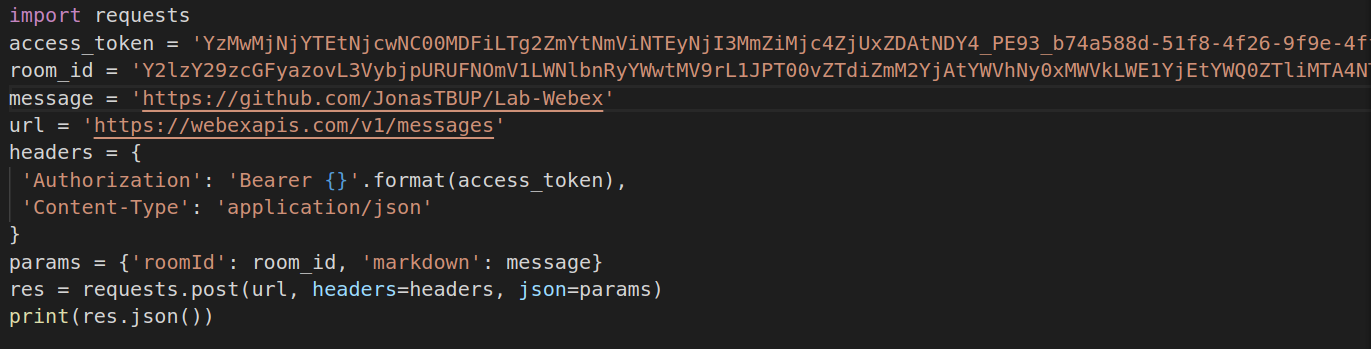 import requests
access_token = 'YzMwMjNjYTEtNjcwNC00MDFiLTg2ZmYtNmViNTEyNjI3MmZiMjc4ZjUxZDAtNDY4_PE93_b74a588d-51f8-4f26-9f9e-4f
room_id = 'Y2lzY29zcGFyazovL3VybjpURUFNOmV1LWNlbnRyYWwtMV9rL1JPT00vZTdiZmM2YjAtYWVhNy0xMWVkLWE1YjEtYWQ0ZTliMTA4N
message = 'https://github.com/JonasTBUP/Lab-Webex'
url = 'https://webexapis.com/v1/messages'
headers = {
'Authorization': 'Bearer {}'.format(access_token),
'Content-Type': 'application/json'
}
params = {'roomId': room_id, 'markdown': message}
res = requests.post(url, headers=headers, json=params)
print(res.json())